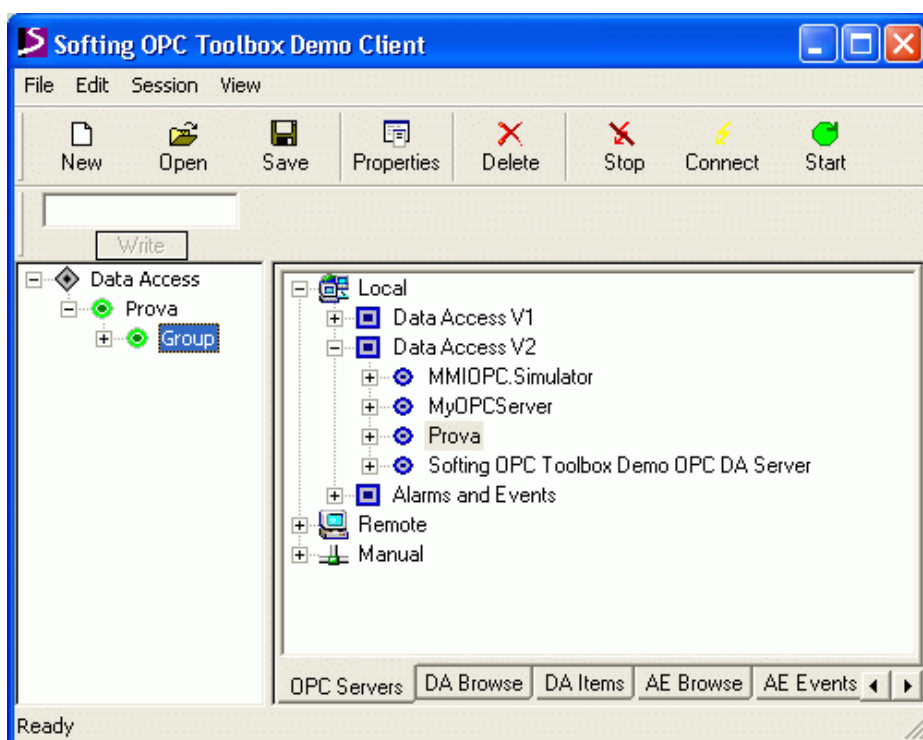 Softing OPC Toolbox Demo Client
File Edit Session View
New Open Save Properties Delete Stop Connect Start
Write
Data Access
Prova
Group
Local
Data Access V1
Data Access V2
MMIOPC.Simulator
MyOPCServer
Prova
Softing OPC Toolbox Demo OPC DA Server
Alarms and Events
Remote
Manual
OPC Servers DA Browse DA Items AE Browse AE Events
Ready